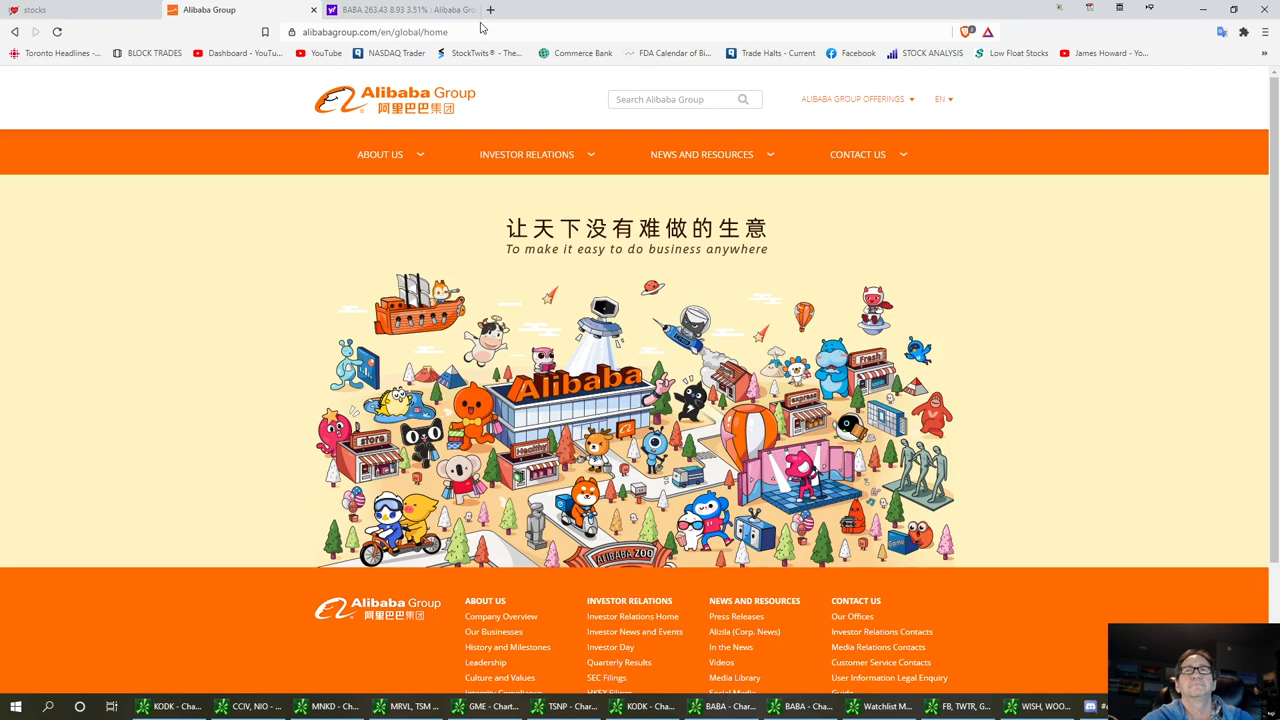 stocks
Alibaba Group
BABA 263.43 8.93 3.51% : Alibaba Gro
alibabagroup.com/en/global/home
Toronto Headlines -...
BLOCK TRADES
Dashboard - YouTu...
YouTube
NASDAQ Trader
StockTwits® - The...
Commerce Bank
FDA Calendar of Bi...
Trade Halts - Current
Facebook
STOCK ANALYSIS
Low Float Stocks
James Howard - Yo...
Alibaba Group
阿里巴巴集团
Search Alibaba Group
ALIBABA GROUP OFFERINGS
EN
ABOUT US
INVESTOR RELATIONS
NEWS AND RESOURCES
CONTACT US
让天下没有难做的生意
To make it easy to do business anywhere
Alibaba
Fresh
express
store
Healthy
Game
ALIBABA ZOO
Alibaba Group
阿里巴巴集团
ABOUT US
Company Overview
Our Businesses
History and Milestones
Leadership
Culture and Values
Integrity Compliance
INVESTOR RELATIONS
Investor Relations Home
Investor News and Events
Investor Day
Quarterly Results
SEC Filings
HKEX Filings
NEWS AND RESOURCES
Press Releases
Alizila (Corp. News)
In the News
Videos
Media Library
Social Media
CONTACT US
Our Offices
Investor Relations Contacts
Media Relations Contacts
Customer Service Contacts
User Information Legal Enquiry
Guide
KODK - Cha...
CCIV, NIO - ...
MNKD - Cha...
MRVL, TSM ...
GME - Chart...
TSNP - Char...
KODK - Cha...
BABA - Cha...
BABA - Cha...
Watchlist M...
FB, TWTR, G...
WISH, WOO...